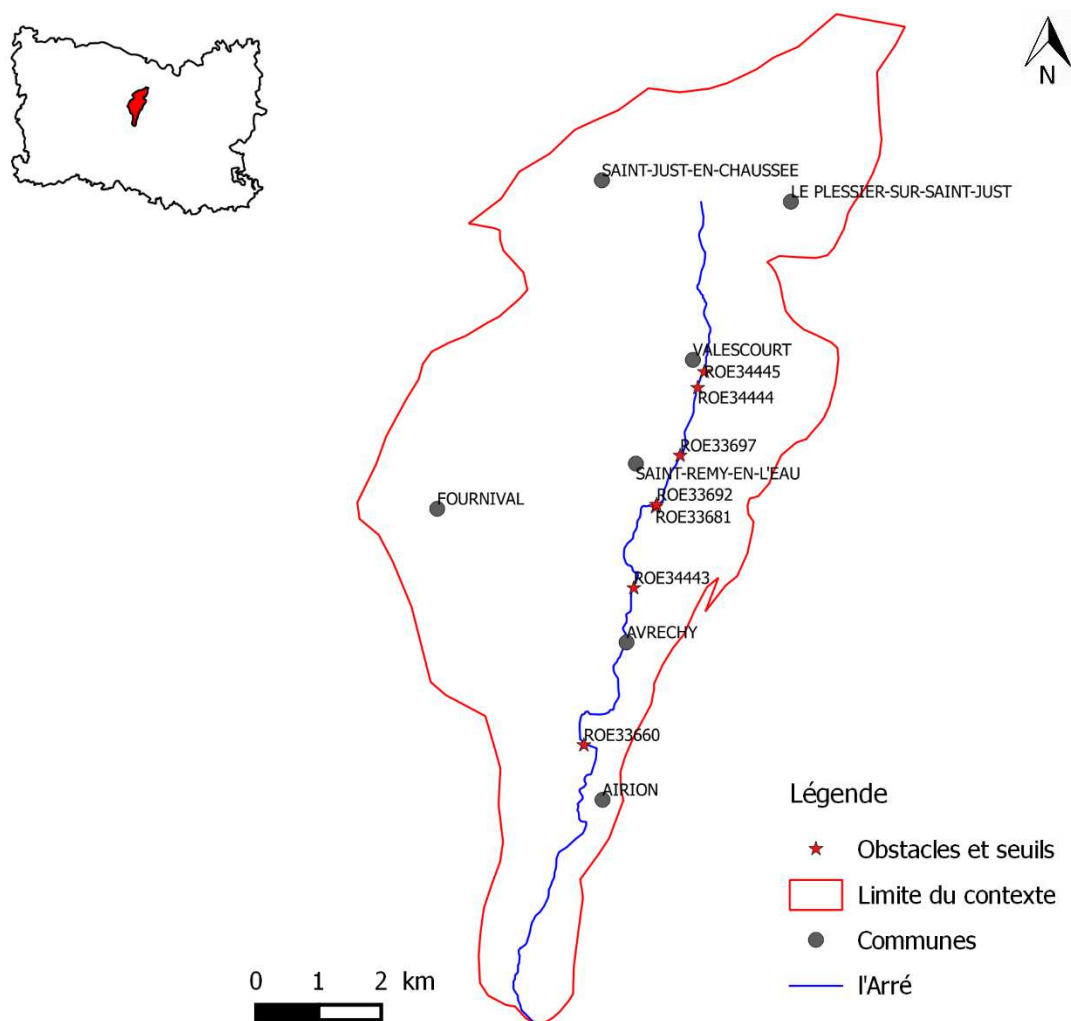 N
SAINT-JUST-EN-CHAUSSEE
LE PLESSIER-SUR-SAINT-JUST
VALESCOURT
ROE34445
ROE34444
ROE33697
SAINT-REMY-EN-L'EAU
FOURNIVAL
ROE33692
ROE33681
ROE34443
AVRECHY
ROE33660
AIRION
Légende
Obstacles et seuils
Limite du contexte
Communes
l'Arré
0 1 2 km